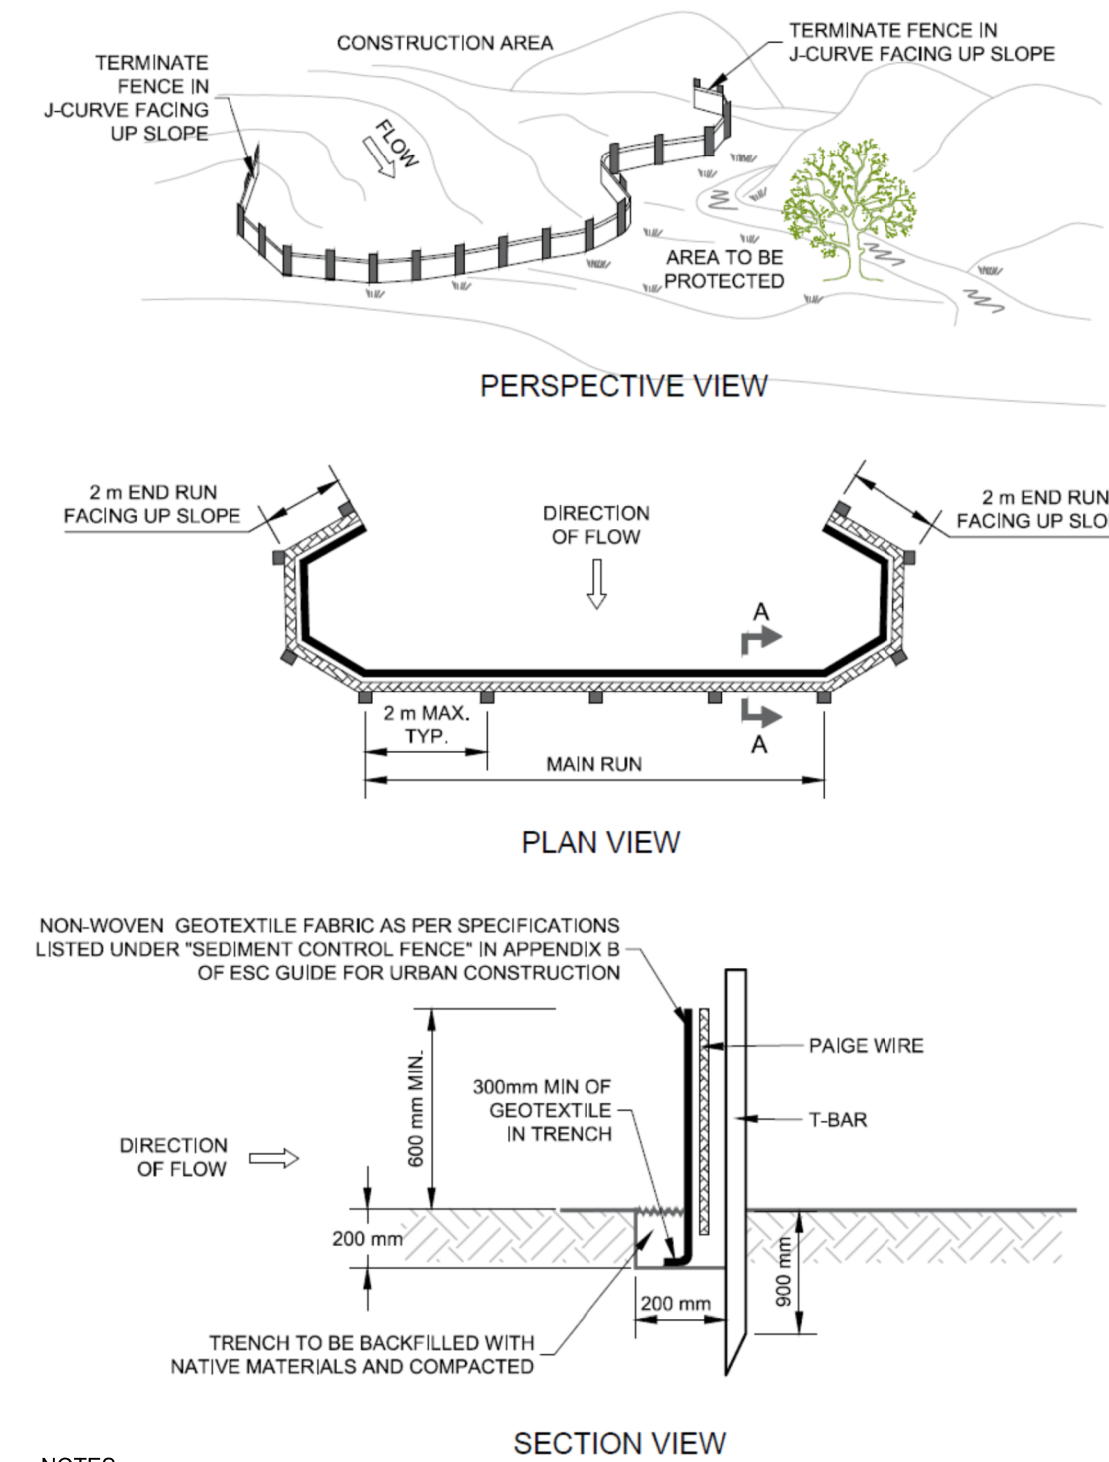 CONSTRUCTION AREA
TERMINATE FENCE IN
J-CURVE FACING UP SLOPE
TERMINATE
FENCE IN
J-CURVE FACING
UP SLOPE
FLOW
AREA TO BE
PROTECTED
PERSPECTIVE VIEW
2 m END RUN
FACING UP SLOPE
DIRECTION
OF FLOW
2 m END RUN
FACING UP SLO
A
2 m MAX.
TYP.
A
MAIN RUN
PLAN VIEW
NON-WOVEN GEOTEXTILE FABRIC AS PER SPECIFICATIONS
LISTED UNDER "SEDIMENT CONTROL FENCE" IN APPENDIX B
OF ESC GUIDE FOR URBAN CONSTRUCTION
PAIGE WIRE
600 mm MIN.
300mm MIN OF
GEOTEXTILE
IN TRENCH
T-BAR
DIRECTION
OF FLOW
200 mm
900 mm
200 mm
TRENCH TO BE BACKFILLED WITH
NATIVE MATERIALS AND COMPACTED
SECTION VIEW
NOTES